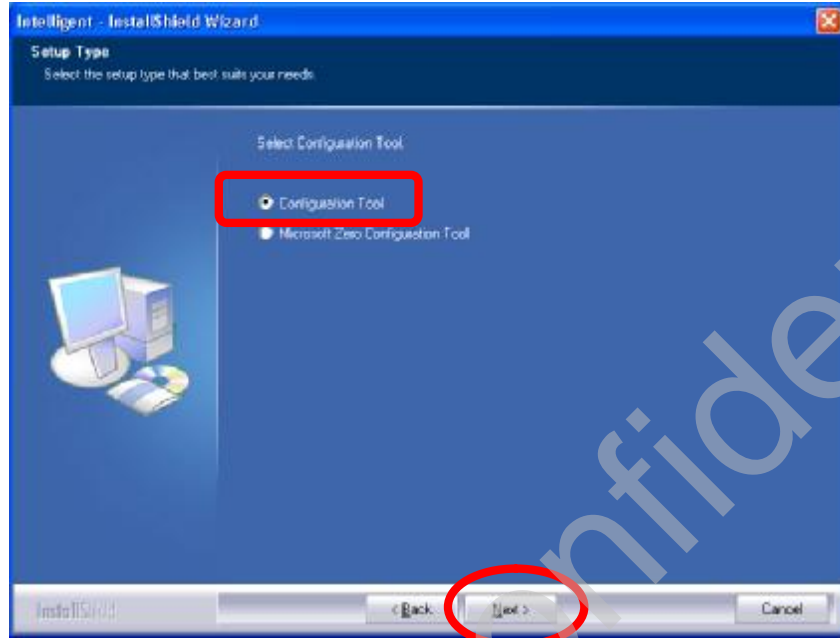 Intelligent - InstallShield Wizard
Setup Type
Select the setup type that best suits your needs.
Select Configuration Tool.
Configuration Tool
Microsoft Zero Configuration Tool
InstallShield
< Back
Next >
Cancel
nfide